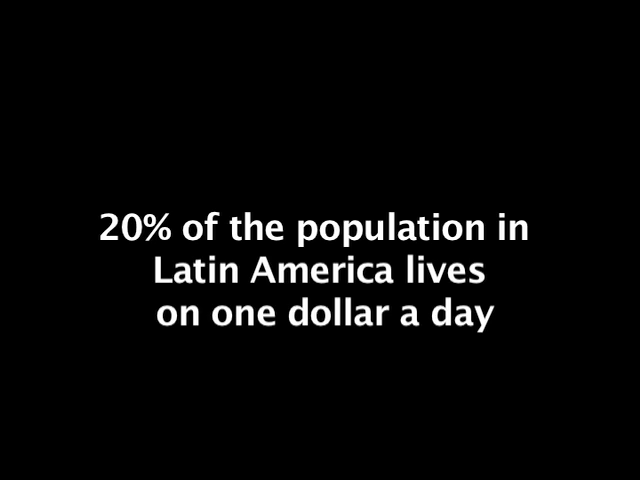 20% of the population in
Latin America lives
on one dollar a day